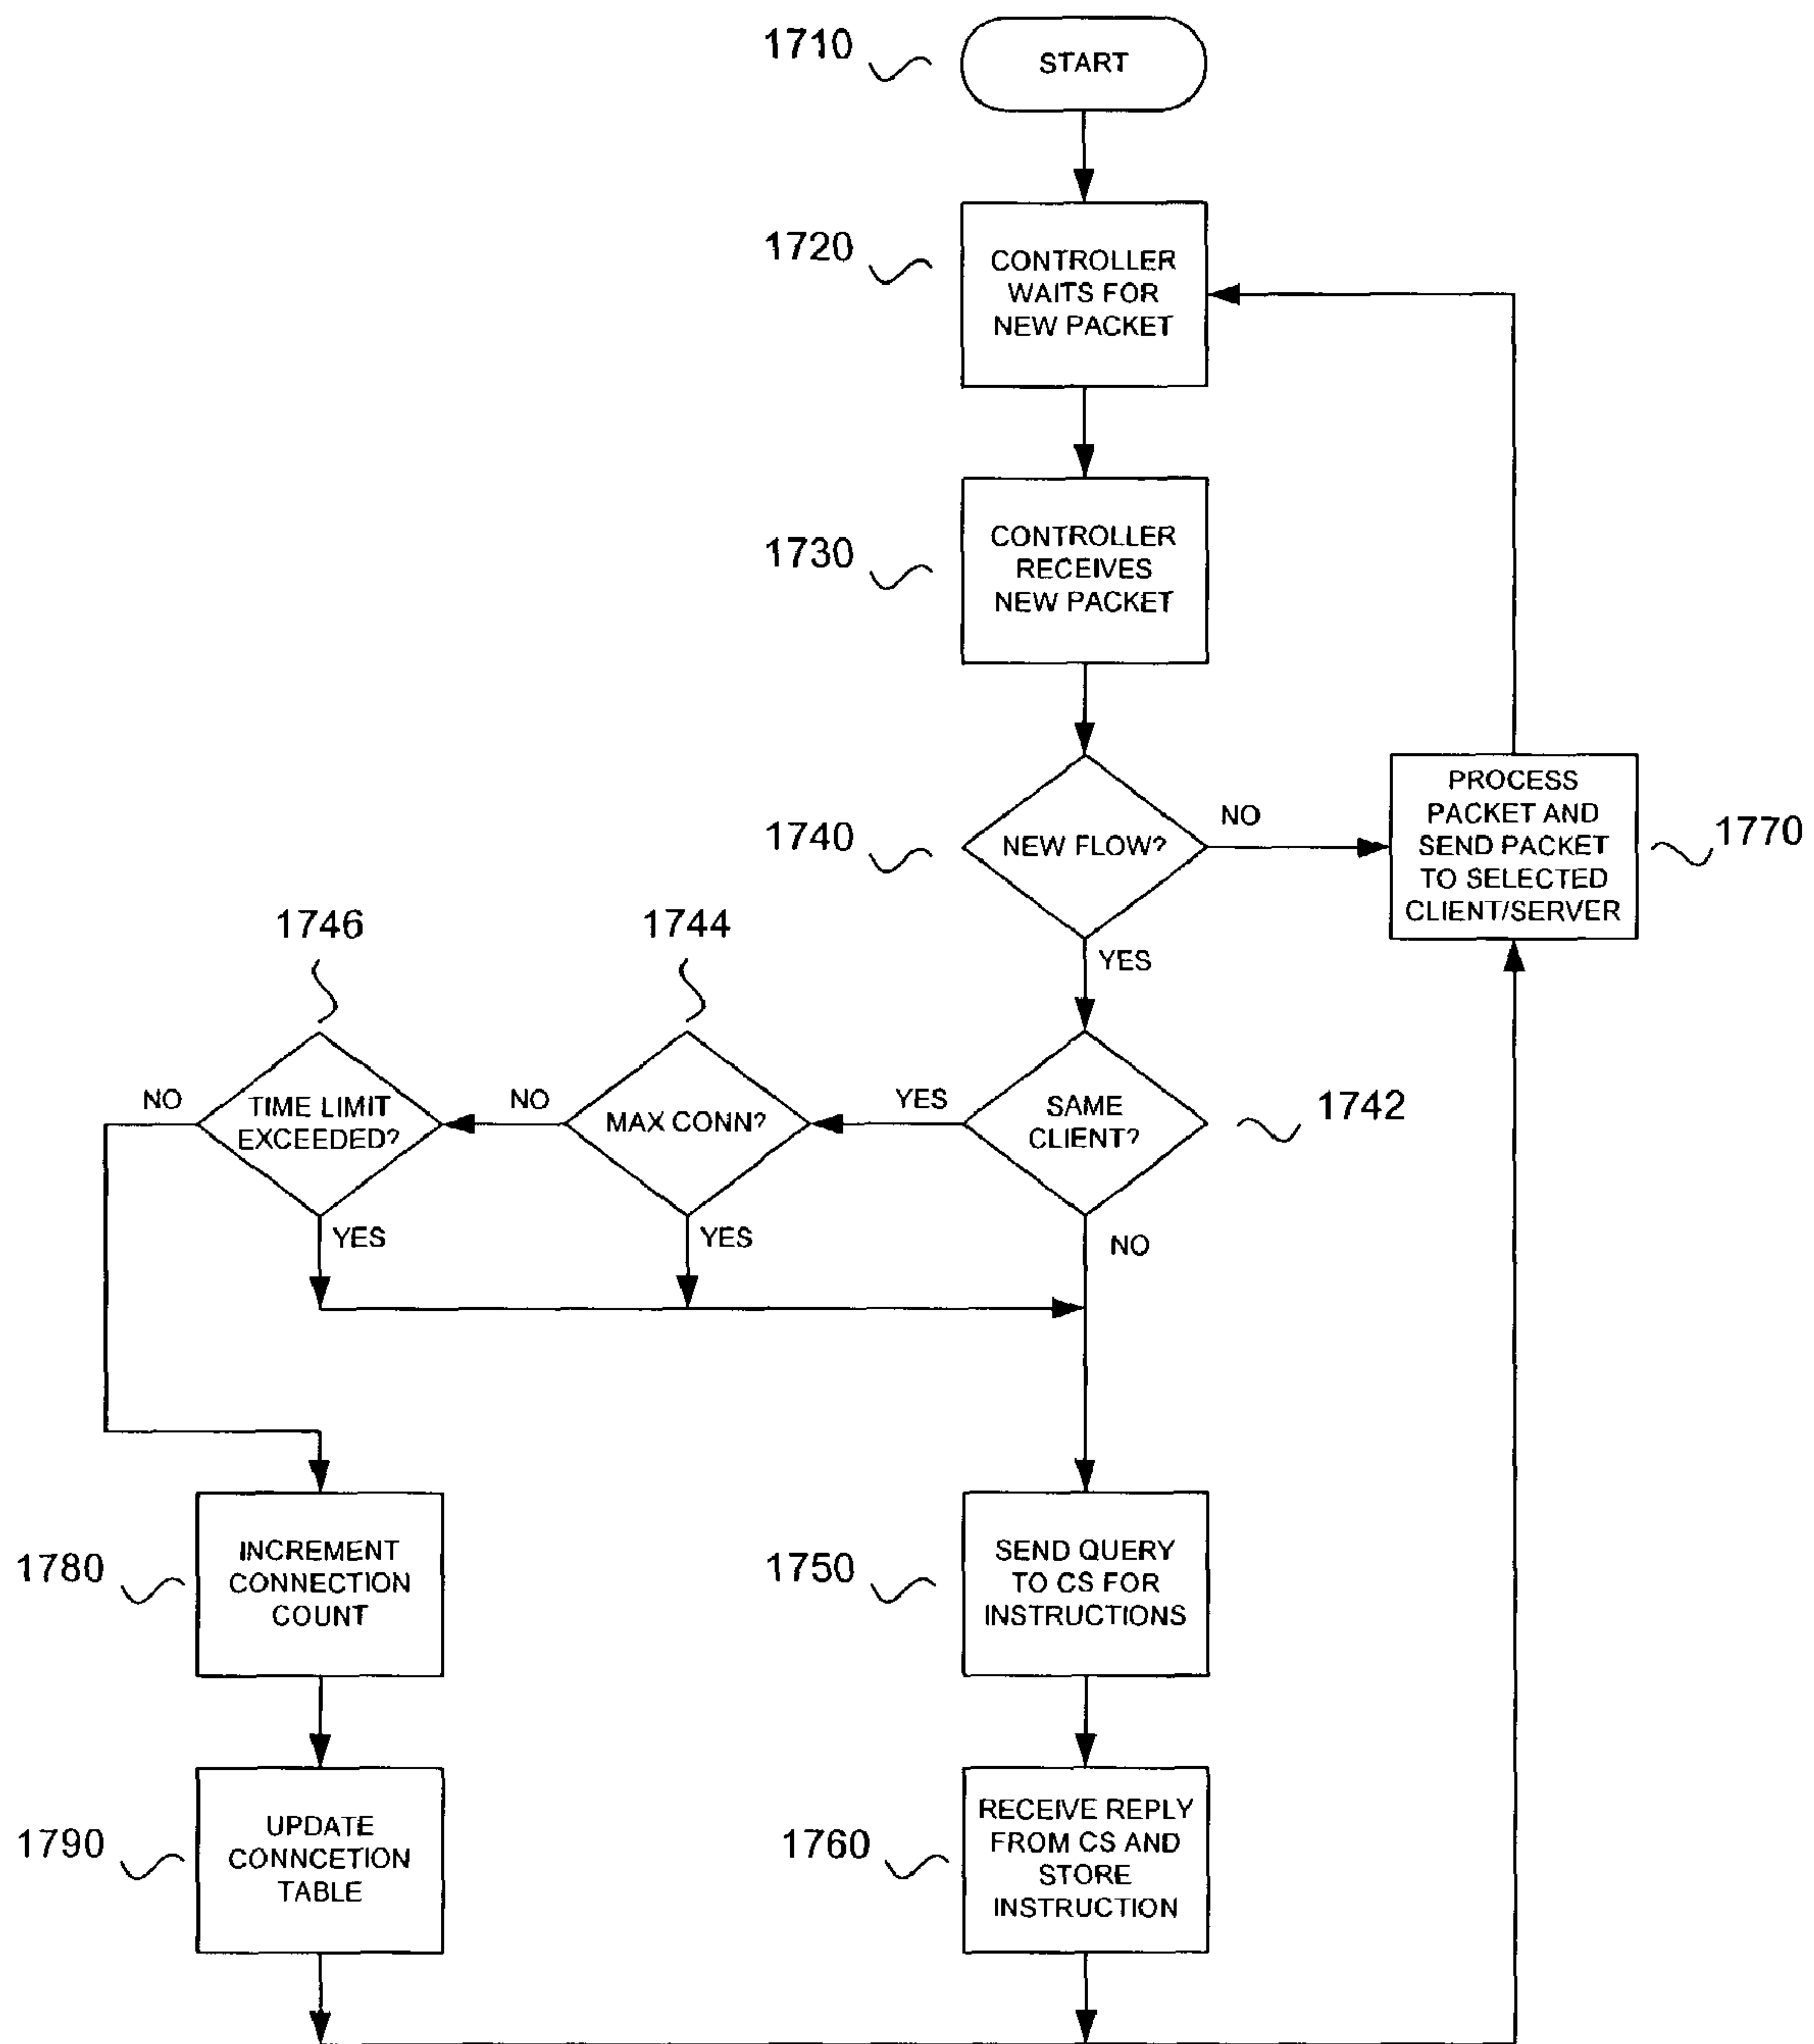 1710
START
1720
CONTROLLER
WAITS FOR
NEW PACKET
1730
CONTROLLER
RECEIVES
NEW PACKET
1740
NEW FLOW?
NO
YES
PROCESS
PACKET AND
SEND PACKET
TO SELECTED
CLIENT/SERVER
1770
1746
1744
NO
TIME LIMIT
EXCEEDED?
YES
NO
MAX CONN?
YES
YES
SAME
CLIENT?
NO
1742
1780
INCREMENT
CONNECTION
COUNT
1750
SEND QUERY
TO CS FOR
INSTRUCTIONS
1790
UPDATE
CONNCETION
TABLE
1760
RECEIVE REPLY
FROM CS AND
STORE
INSTRUCTION